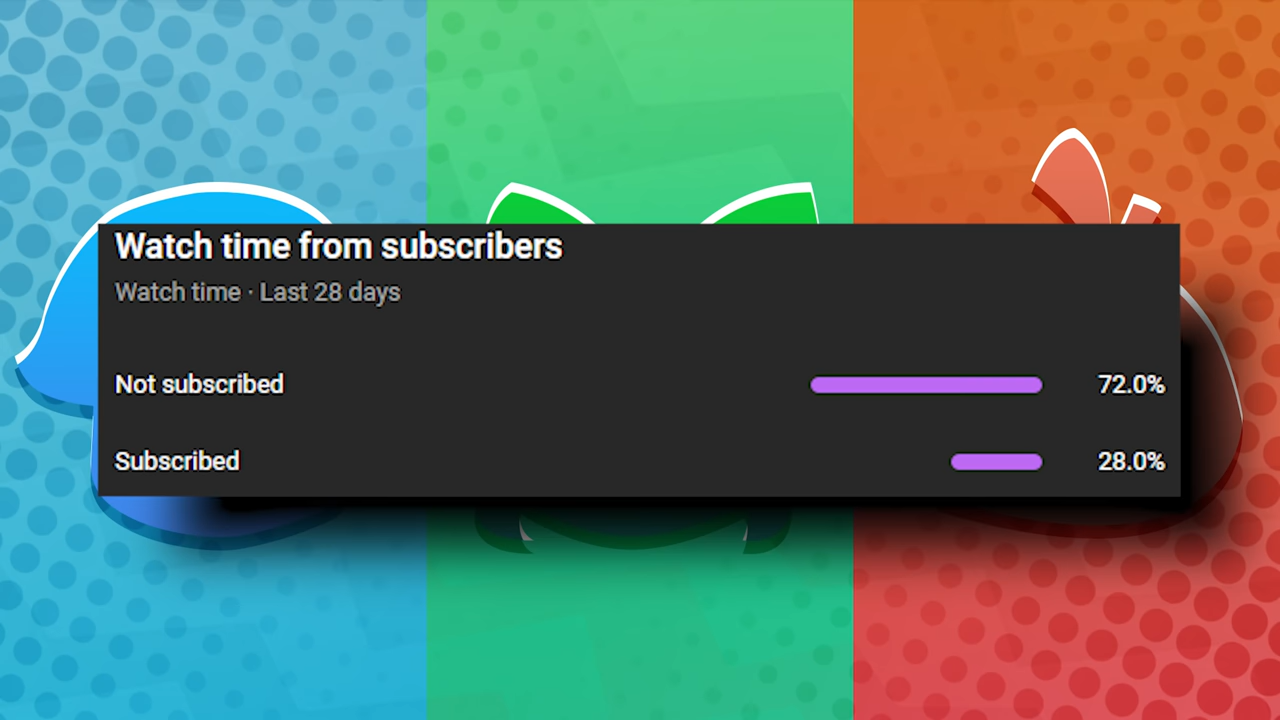 Watch time from subscribers
Watch time · Last 28 days
Not subscribed 72.0%
Subscribed 28.0%